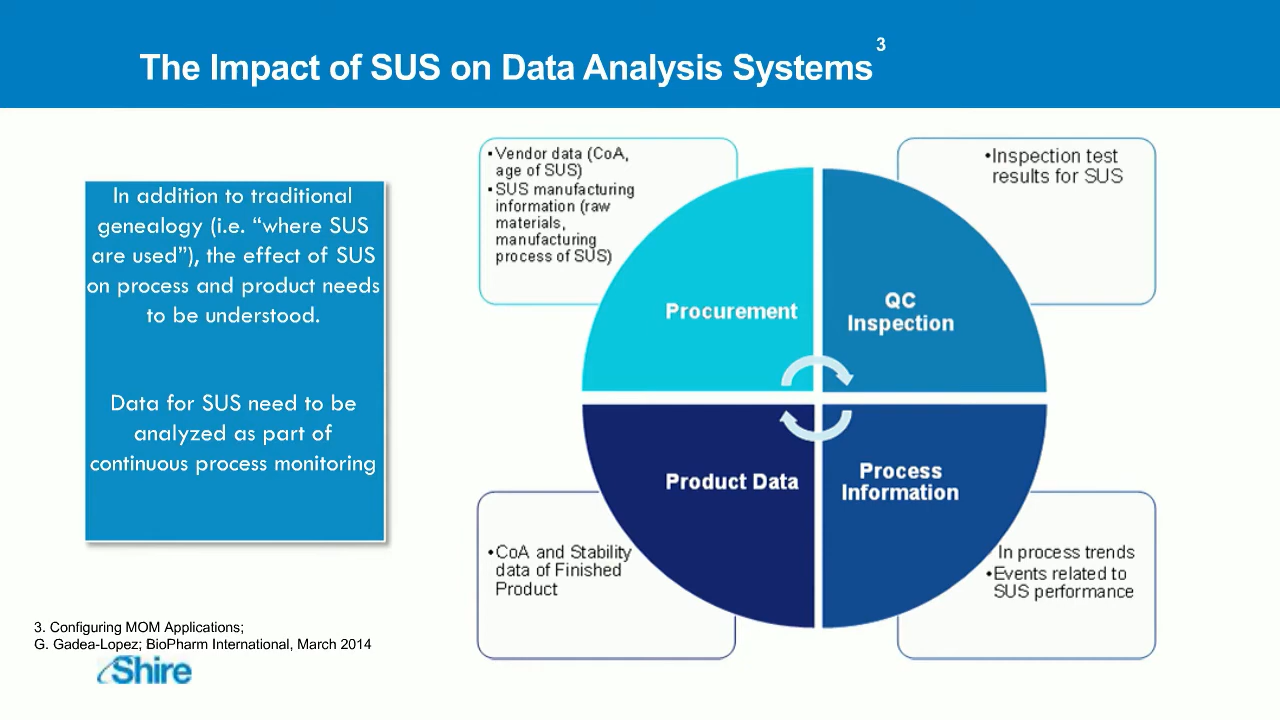 The Impact of SUS on Data Analysis Systems 3
In addition to traditional
genealogy (i.e. “where SUS
are used”), the effect of SUS
on process and product needs
to be understood.
Data for SUS need to be
analyzed as part of
continuous process monitoring
▪Vendor data (CoA,
age of SUS)
▪SUS manufacturing
information (raw
materials,
manufacturing
process of SUS)
•Inspection test
results for SUS
Procurement
QC
Inspection
Product Data
Process
Information
•CoA and Stability
data of Finished
Product
• In process trends
•Events related to
SUS performance
3. Configuring MOM Applications;
G. Gadea-Lopez; BioPharm International, March 2014
Shire